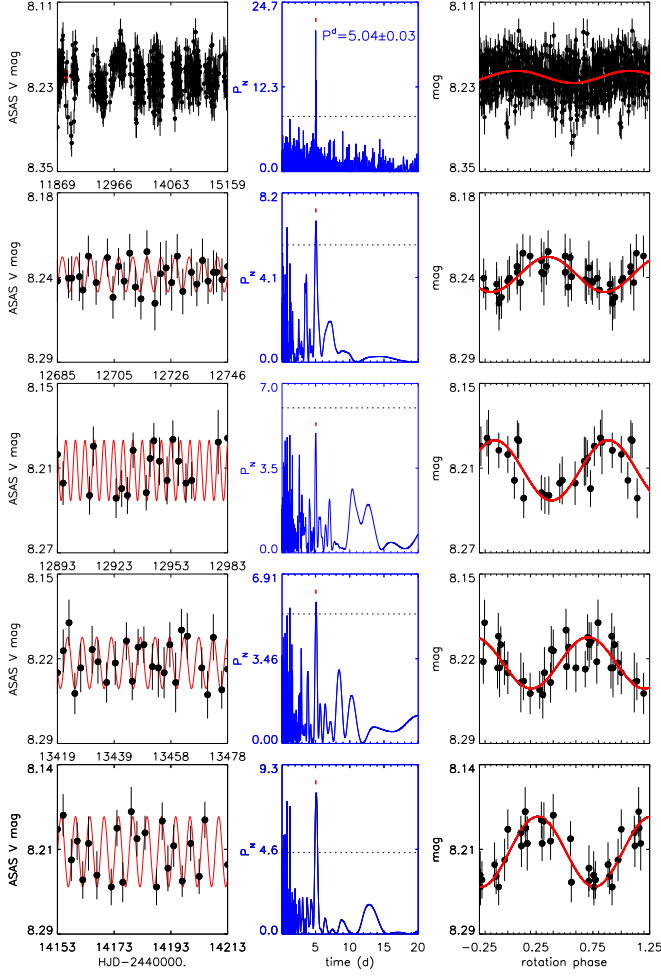 8.11
8.23
8.35
ASAS V mag
11869 12966 14063 15159
24.7
12.3
0.0
P_N
P^d=5.04±0.03
8.11
8.23
8.35
mag
8.18
8.24
8.29
ASAS V mag
12685 12705 12726 12746
8.2
4.1
0.0
P_N
8.18
8.24
8.29
mag
8.15
8.21
8.27
ASAS V mag
12893 12923 12953 12983
7.0
3.5
0.0
P_N
8.15
8.21
8.27
mag
8.15
8.22
8.29
ASAS V mag
13419 13439 13458 13478
6.91
3.46
0.00
P_N
8.15
8.22
8.29
mag
8.14
8.21
8.29
ASAS V mag
14153 14173 14193 14213
HJD-2440000.
9.3
4.6
0.0
P_N
5 10 15 20
time (d)
8.14
8.21
8.29
mag
-0.25 0.25 0.75 1.25
rotation phase